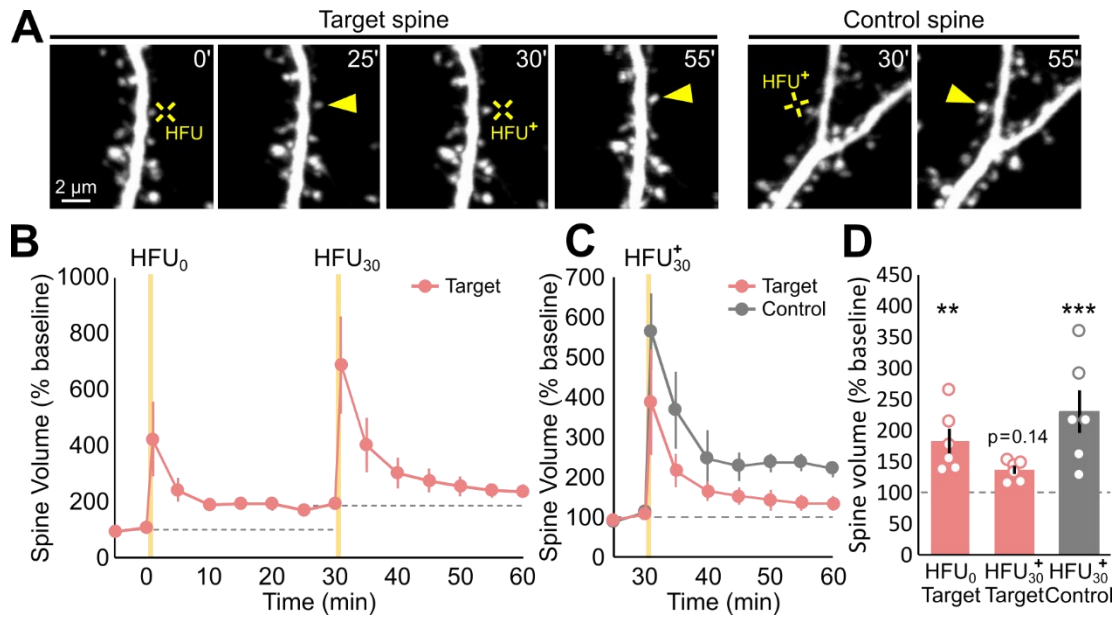 A
Target spine
Control spine
0'
25'
30'
55'
30'
55'
HFU
HFU⁺
HFU⁺
2 μm
B
HFU₀
HFU₃₀
Target
Spine Volume (% baseline)
1000
800
600
400
200
0
0 10 20 30 40 50 60
Time (min)
C
HFU⁺₃₀
Target
Control
Spine Volume (% baseline)
700
600
500
400
300
200
100
0
30 40 50 60
Time (min)
D
Spine volume (% baseline)
450
400
350
300
250
200
150
100
50
0
**
p=0.14
***
HFU₀ HFU⁺₃₀ HFU⁺₃₀
Target Target Control